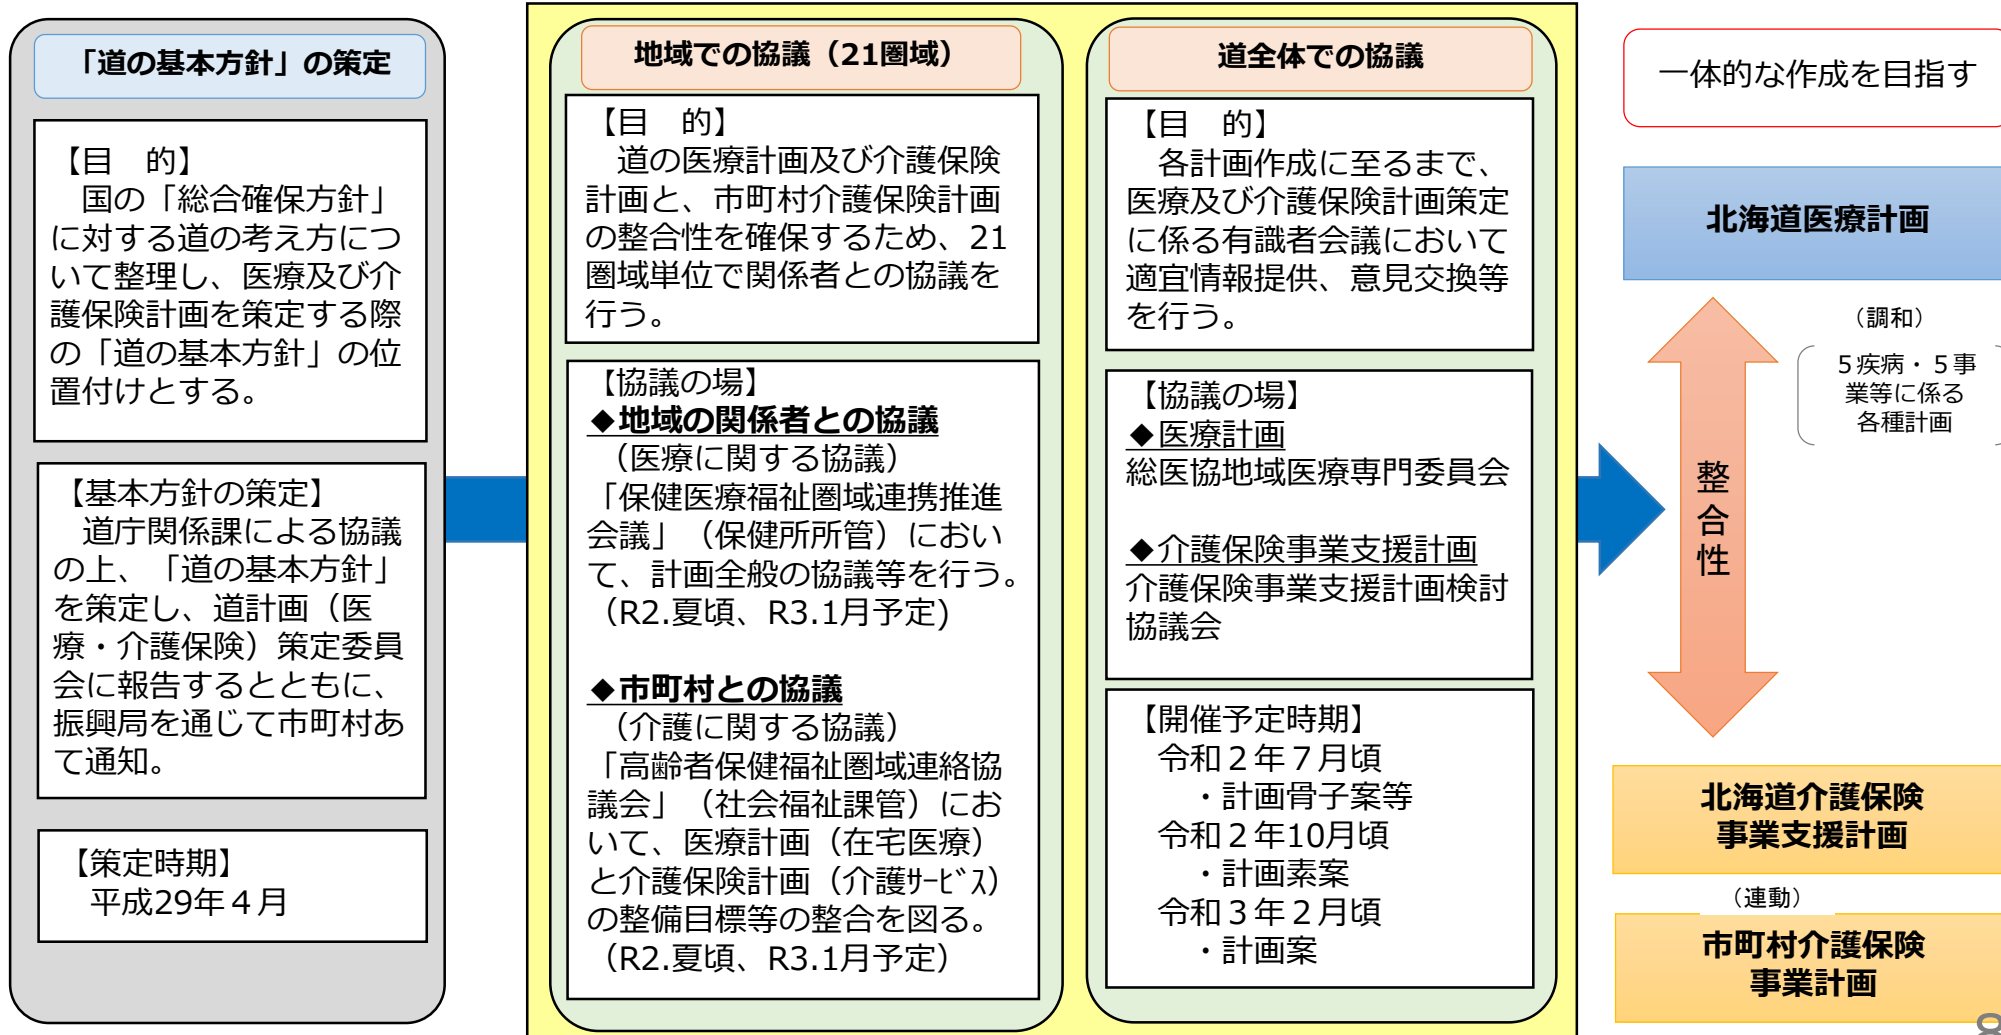 「道の基本方針」の策定
【目　的】
　国の「総合確保方針」
に対する道の考え方につ
いて整理し、医療及び介
護保険計画を策定する際
の「道の基本方針」の位
置付けとする。
【基本方針の策定】
　道庁関係課による協議
の上、「道の基本方針」
を策定し、道計画（医
療・介護保険）策定委員
会に報告するとともに、
振興局を通じて市町村あ
て通知。
【策定時期】
　平成29年４月
地域での協議（21圏域）
【目　的】
　道の医療計画及び介護保険
計画と、市町村介護保険計画
の整合性を確保するため、21
圏域単位で関係者との協議を
行う。
【協議の場】
◆地域の関係者との協議
（医療に関する協議）
「保健医療福祉圏域連携推進
会議」（保健所所管）におい
て、計画全般の協議等を行う。
（R2.夏頃、R3.1月予定)
◆市町村との協議
（介護に関する協議）
「高齢者保健福祉圏域連絡協
議会」（社会福祉課管）にお
いて、医療計画（在宅医療）
と介護保険計画（介護ｻｰﾋﾞｽ）
の整備目標等の整合を図る。
（R2.夏頃、R3.1月予定）
道全体での協議
【目　的】
　各計画作成に至るまで、
医療及び介護保険計画策定
に係る有識者会議において
適宜情報提供、意見交換等
を行う。
【協議の場】
◆医療計画
総医協地域医療専門委員会
◆介護保険事業支援計画
介護保険事業支援計画検討
協議会
【開催予定時期】
　令和２年７月頃
　　・計画骨子案等
　令和２年10月頃
　　・計画素案
　令和３年２月頃
　　・計画案
一体的な作成を目指す
北海道医療計画
（調和）
５疾病・５事
業等に係る
各種計画
整合性
北海道介護保険
事業支援計画
（連動）
市町村介護保険
事業計画